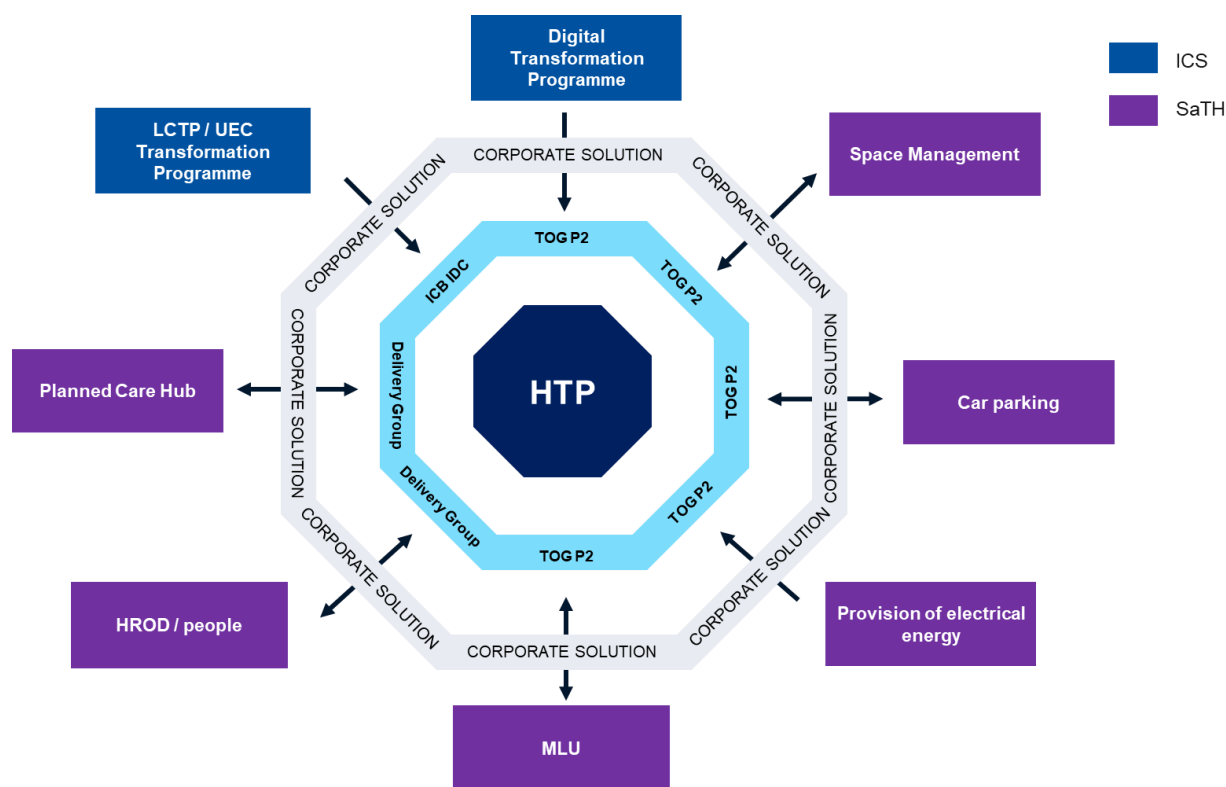 Digital
Transformation
Programme
ICS
SaTH
LCTP / UEC
Transformation
Programme
Space Management
CORPORATE SOLUTION
CORPORATE SOLUTION
CORPORATE SOLUTION
TOG P2
ICB IDC
TOG P2
Planned Care Hub
CORPORATE SOLUTION
Delivery Group
HTP
TOG P2
CORPORATE SOLUTION
Car parking
Delivery Group
TOG P2
TOG P2
CORPORATE SOLUTION
CORPORATE SOLUTION
CORPORATE SOLUTION
HROD / people
Provision of electrical
energy
MLU